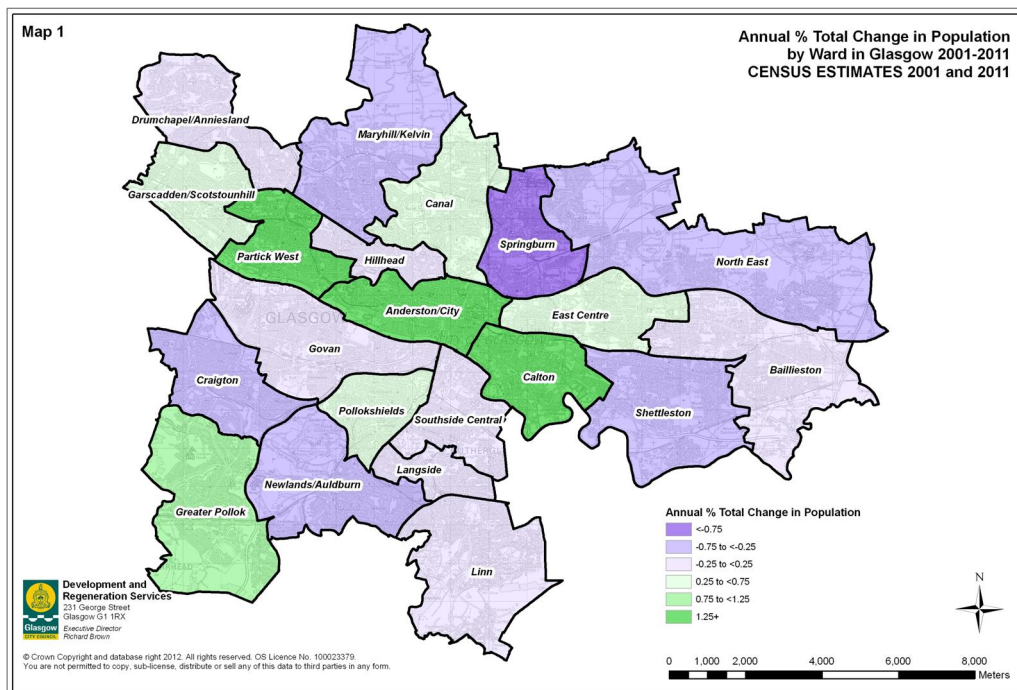 Map 1
Annual % Total Change in Population
by Ward in Glasgow 2001-2011
CENSUS ESTIMATES 2001 and 2011
Drumchapel/Anniesland
Maryhill/Kelvin
Garscadden/Scotstounhill
Canal
Springburn
Partick West
Hillhead
North East
GLASGOW
Anderston/City
East Centre
Govan
Calton
Baillieston
Craigton
Pollokshields
Southside Central
Shettleston
Langside
Newlands/Auldburn
Greater Pollok
Linn
Annual % Total Change in Population
<-0.75
-0.75 to <-0.25
-0.25 to <0.25
0.25 to <0.75
0.75 to <1.25
1.25+
N
Glasgow
CITY COUNCIL
Development and
Regeneration Services
231 George Street
Glasgow G1 1RX
Executive Director
Richard Brown
© Crown Copyright and database right 2012. All rights reserved. OS Licence No. 100023379.
You are not permitted to copy, sub-license, distribute or sell any of this data to third parties in any form.
0 1,000 2,000 4,000 6,000 8,000
Meters